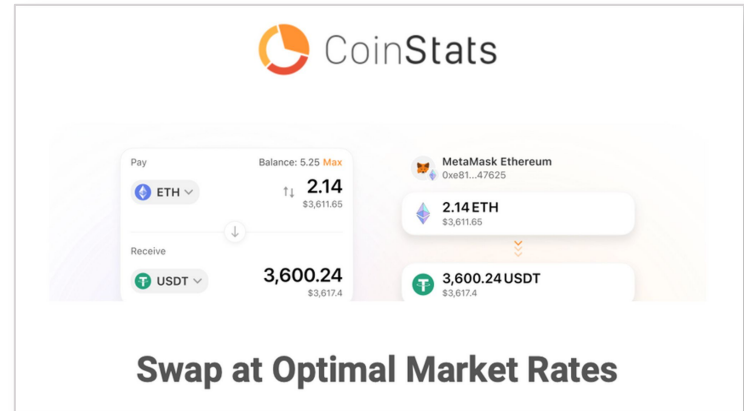 CoinStats
Pay
Balance: 5.25 Max
ETH
2.14
$3,611.65
Receive
USDT
3,600.24
$3,617.4
MetaMask Ethereum
0xe81...47625
2.14 ETH
$3,611.65
3,600.24 USDT
$3,617.4
Swap at Optimal Market Rates